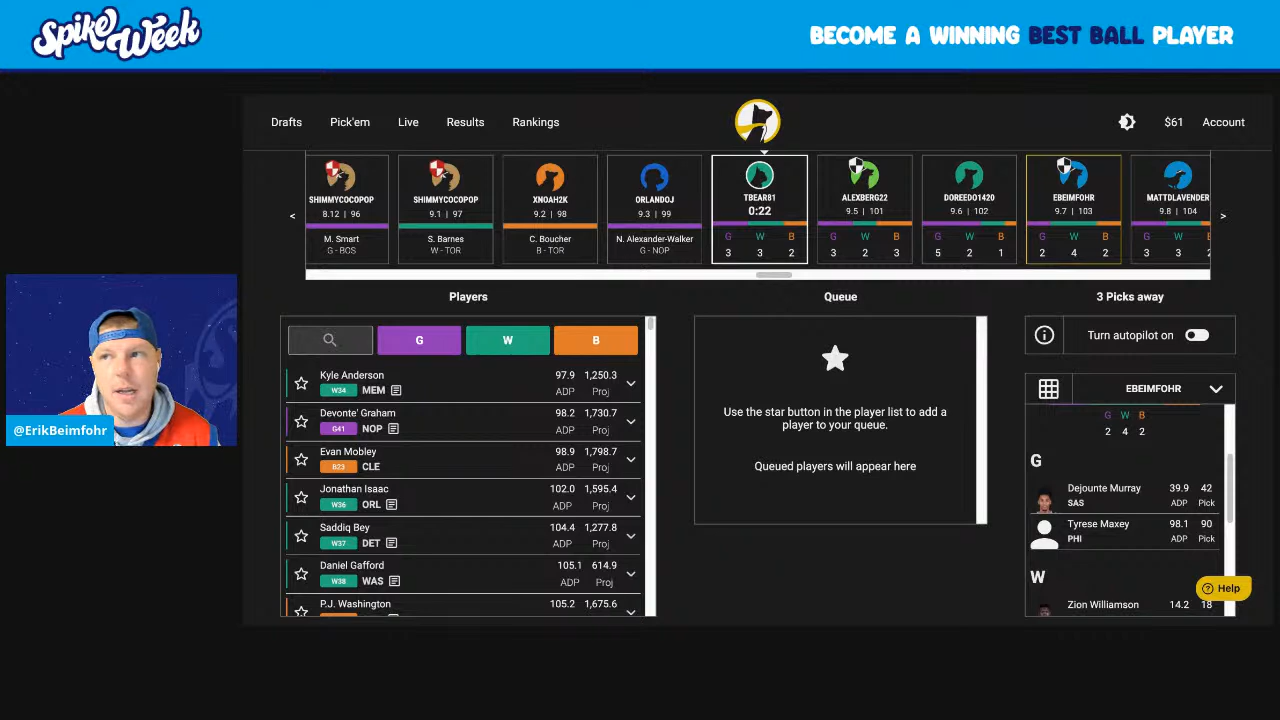 Spike Week
BECOME A WINNING BEST BALL PLAYER
Drafts
Pick'em
Live
Results
Rankings
$61
Account
<
SHIMMYCOCOPOP
8.12 | 96
M. Smart
G - BOS
SHIMMYCOCOPOP
9.1 | 97
S. Barnes
W - TOR
XNOAH2K
9.2 | 98
C. Boucher
B - TOR
ORLANDOJ
9.3 | 99
N. Alexander-Walker
G - NOP
TBEAR81
0:22
G W B
3 3 2
ALEXBERG22
9.5 | 101
G W B
3 2 3
DOREEDO1420
9.6 | 102
G W B
5 2 1
EBEIMFOHR
9.7 | 103
G W B
2 4 2
MATTDLAVENDER
9.8 | 104
G W
3 3
>
Players
G
W
B
Kyle Anderson 97.9 1,250.3
W34 MEM ADP Proj
Devonte' Graham 98.2 1,730.7
G41 NOP ADP Proj
Evan Mobley 98.9 1,798.7
B23 CLE ADP Proj
Jonathan Isaac 102.0 1,595.4
W36 ORL ADP Proj
Saddiq Bey 104.4 1,277.8
W37 DET ADP Proj
Daniel Gafford 105.1 614.9
W38 WAS ADP Proj
P.J. Washington 105.2 1,675.6
Queue
Use the star button in the player list to add a
player to your queue.
Queued players will appear here
3 Picks away
Turn autopilot on
EBEIMFOHR
G W B
2 4 2
G
Dejounte Murray 39.9 42
SAS ADP Pick
Tyrese Maxey 98.1 90
PHI ADP Pick
W
Zion Williamson 14.2 18
Help
@ErikBeimfohr